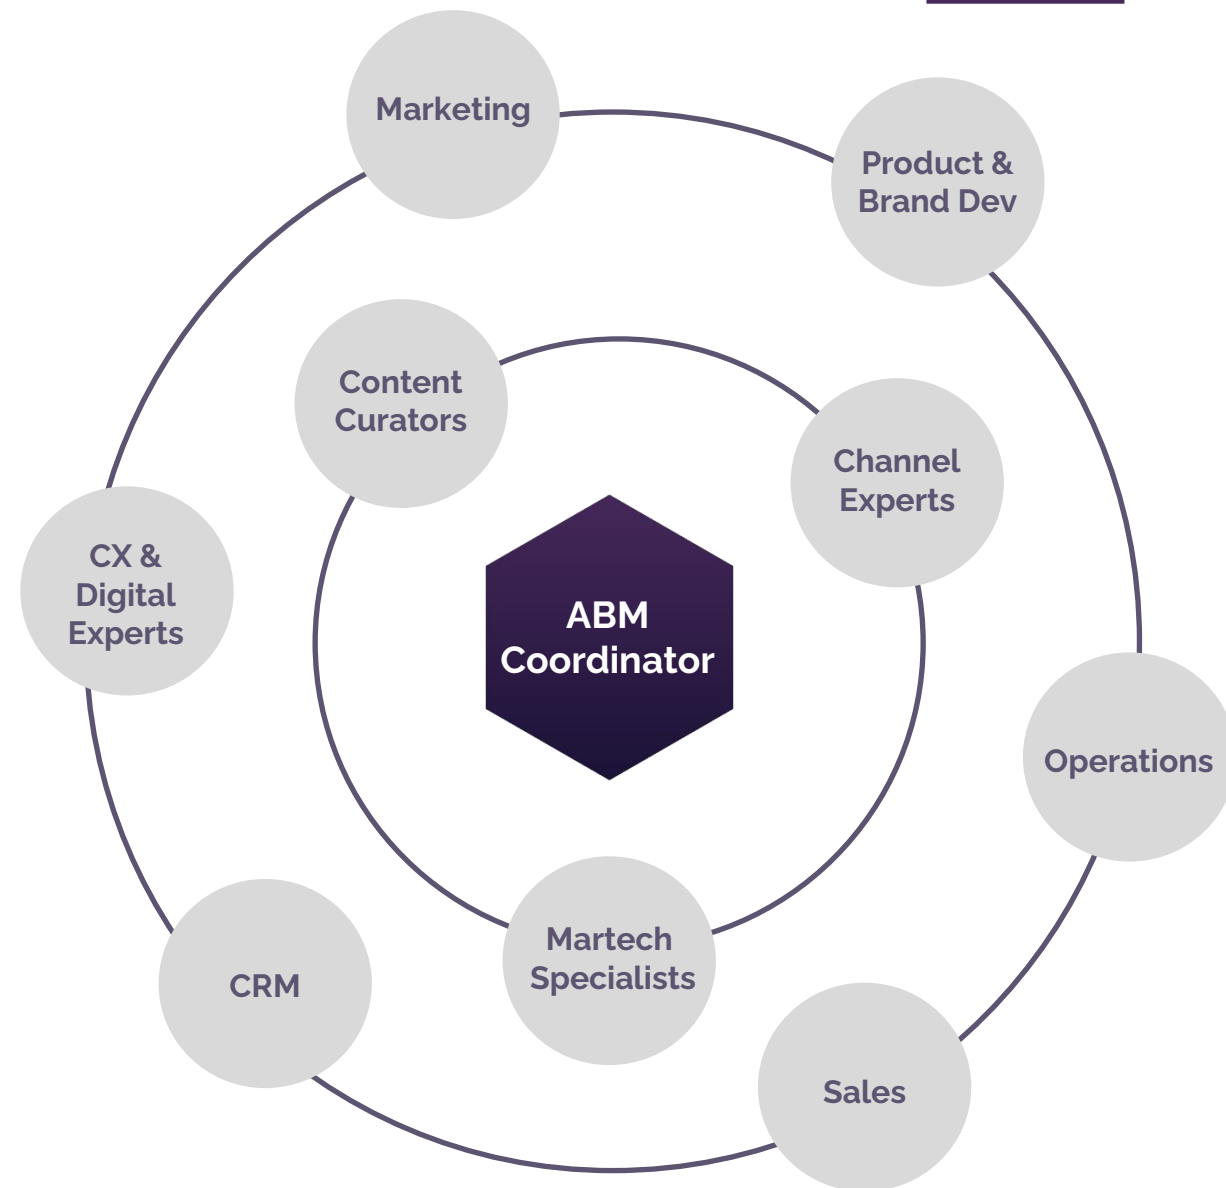 Marketing
Product &
Brand Dev
Content
Curators
Channel
Experts
CX &
Digital
Experts
ABM
Coordinator
Operations
Martech
Specialists
CRM
Sales